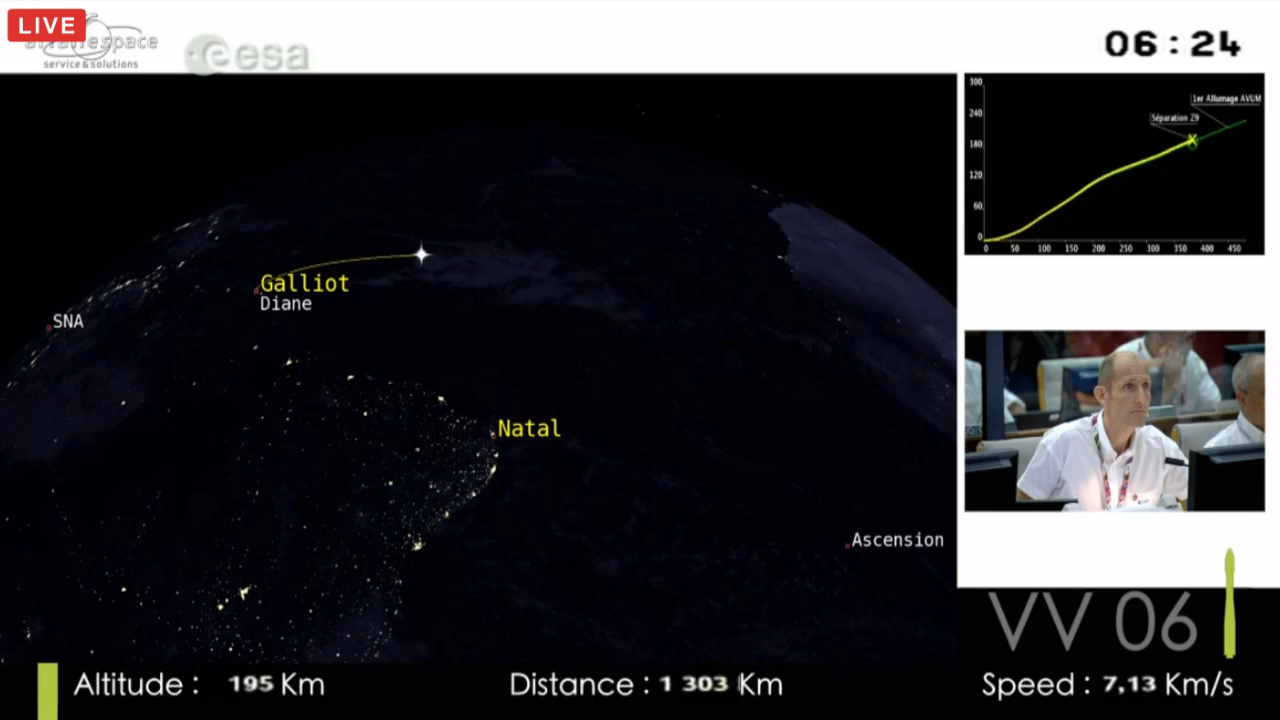 LIVE
arianespace
service & solutions
esa
06 : 24
300
240
180
120
60
0
0 50 100 150 200 250 300 350 400 450
1er Allumage AVUM
Séparation Z9
Galliot
Diane
SNA
Natal
Ascension
VV 06
Altitude : 195 Km
Distance : 1 303 Km
Speed : 7,13 Km/s